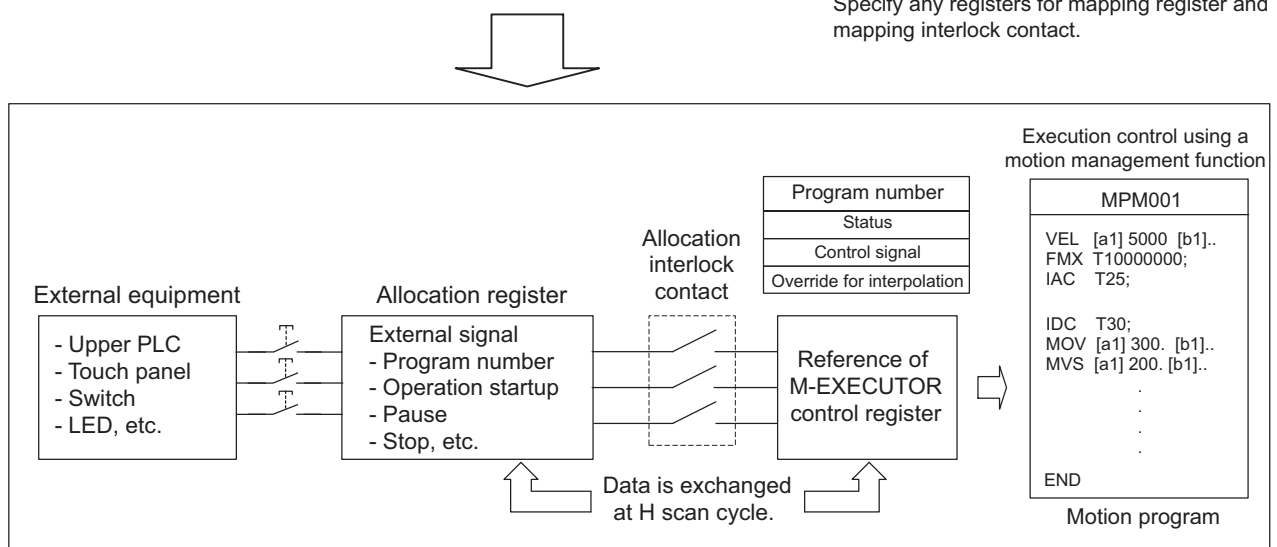 Specify any registers for mapping register and
mapping interlock contact.
Execution control using a
motion management function
Program number
Status
Control signal
Override for interpolation
MPM001
VEL [a1] 5000 [b1]..
FMX T10000000;
IAC T25;
IDC T30;
MOV [a1] 300. [b1]..
MVS [a1] 200. [b1]..
.
.
.
.
END
Motion program
Allocation
interlock
contact
External equipment
- Upper PLC
- Touch panel
- Switch
- LED, etc.
Allocation register
External signal
- Program number
- Operation startup
- Pause
- Stop, etc.
Reference of
M-EXECUTOR
control register
Data is exchanged
at H scan cycle.